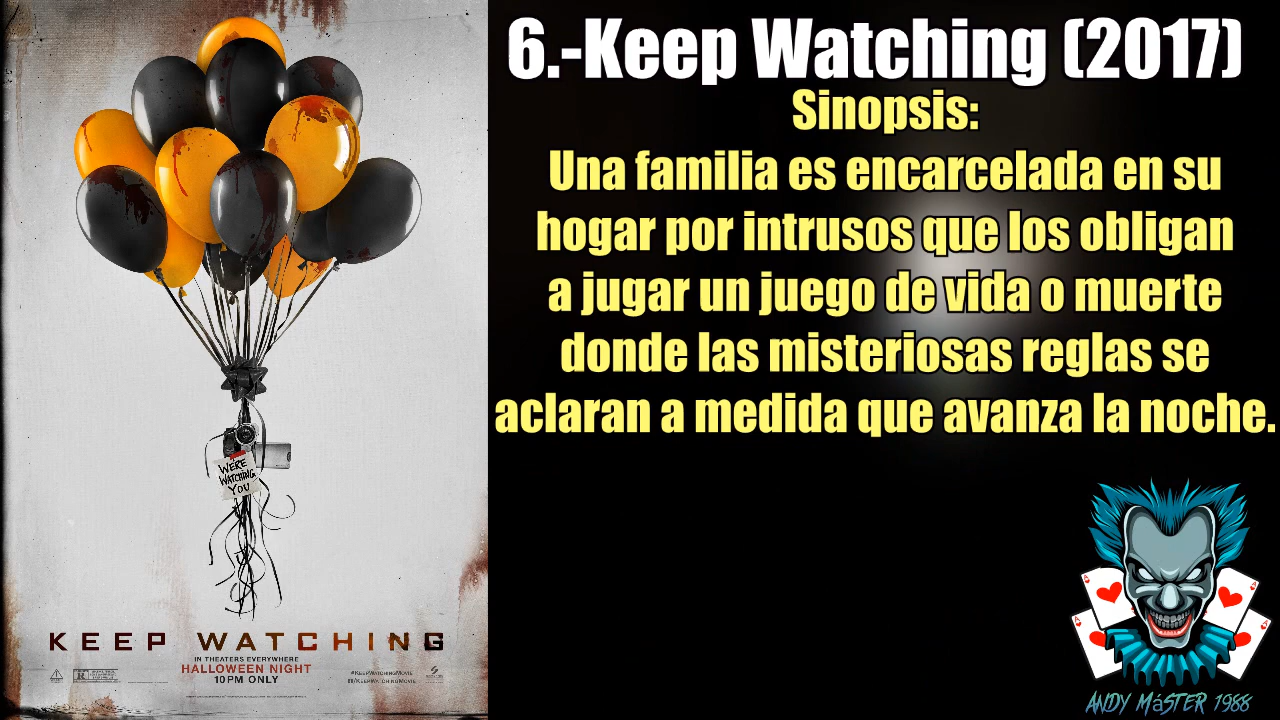 6.-Keep Watching (2017)
Sinopsis:
Una familia es encarcelada en su
hogar por intrusos que los obligan
a jugar un juego de vida o muerte
donde las misteriosas reglas se
aclaran a medida que avanza la noche.
WE'RE
WATCHING
YOU
KEEP WATCHING
IN THEATERS EVERYWHERE
HALLOWEEN NIGHT
10PM ONLY
#KEEPWATCHINGMOVIE
/KEEPWATCHINGMOVIE
R
A
A
A
ANDY MáSTER 1988